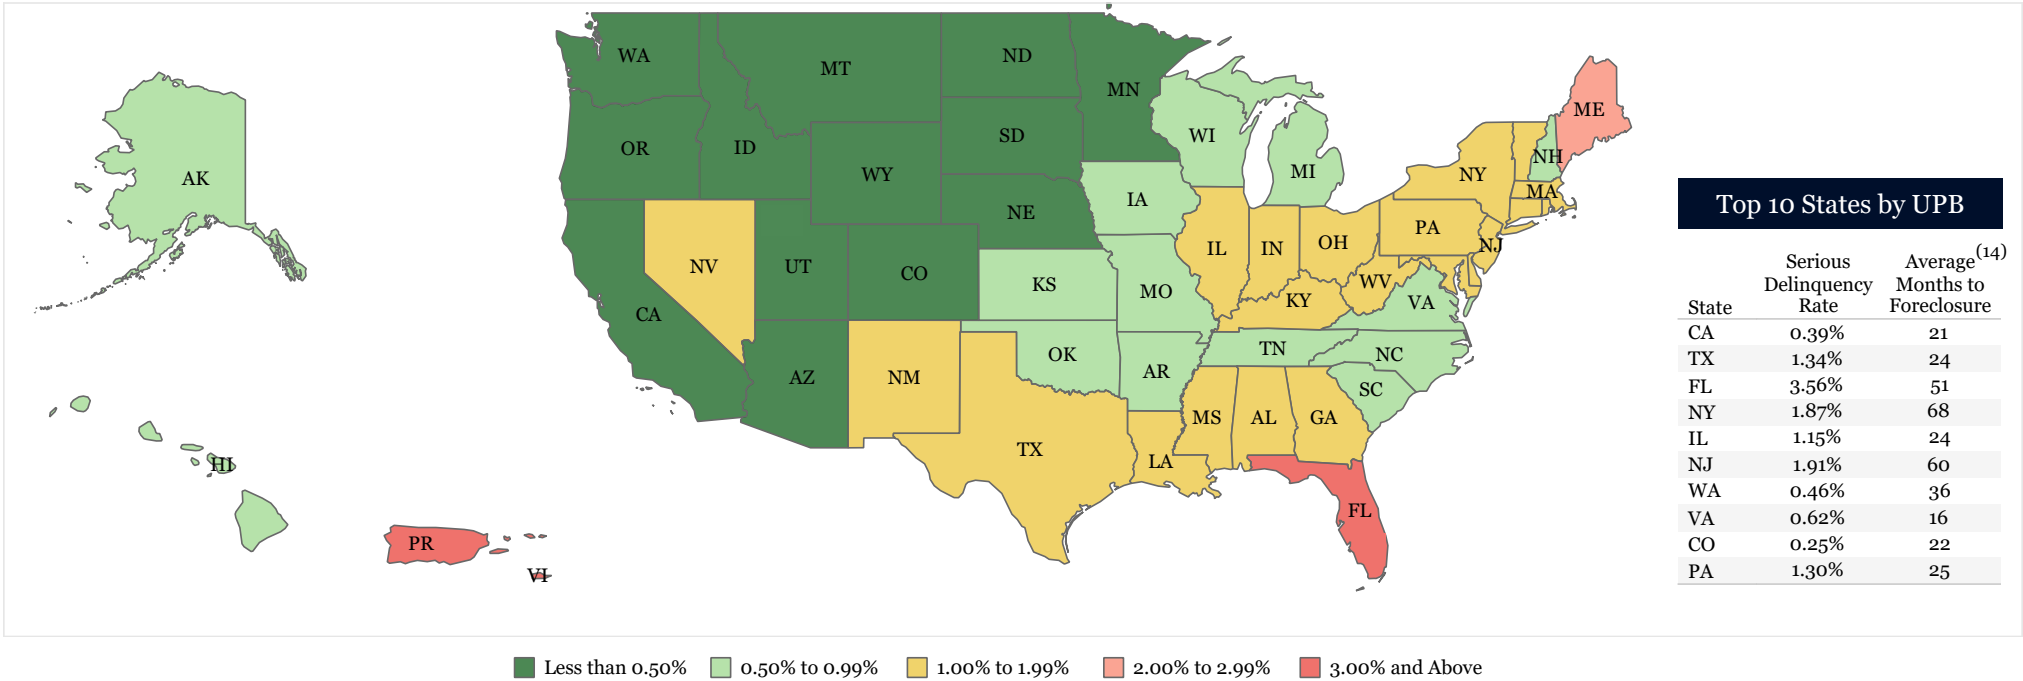 WA
MT
ND
MN
ME
OR
ID
SD
WI
NH
AK
WY
MI
NY
MA
NE
IA
PA
NV
UT
CO
IL
IN
OH
NJ
KS
MO
WV
CA
KY
VA
OK
TN
NC
AZ
NM
AR
SC
MS
AL
GA
TX
LA
HI
FL
PR
VI
Top 10 States by UPB
State Serious Delinquency Rate Average Months to Foreclosure (14)
CA 0.39% 21
TX 1.34% 24
FL 3.56% 51
NY 1.87% 68
IL 1.15% 24
NJ 1.91% 60
WA 0.46% 36
VA 0.62% 16
CO 0.25% 22
PA 1.30% 25
Less than 0.50% 0.50% to 0.99% 1.00% to 1.99% 2.00% to 2.99% 3.00% and Above